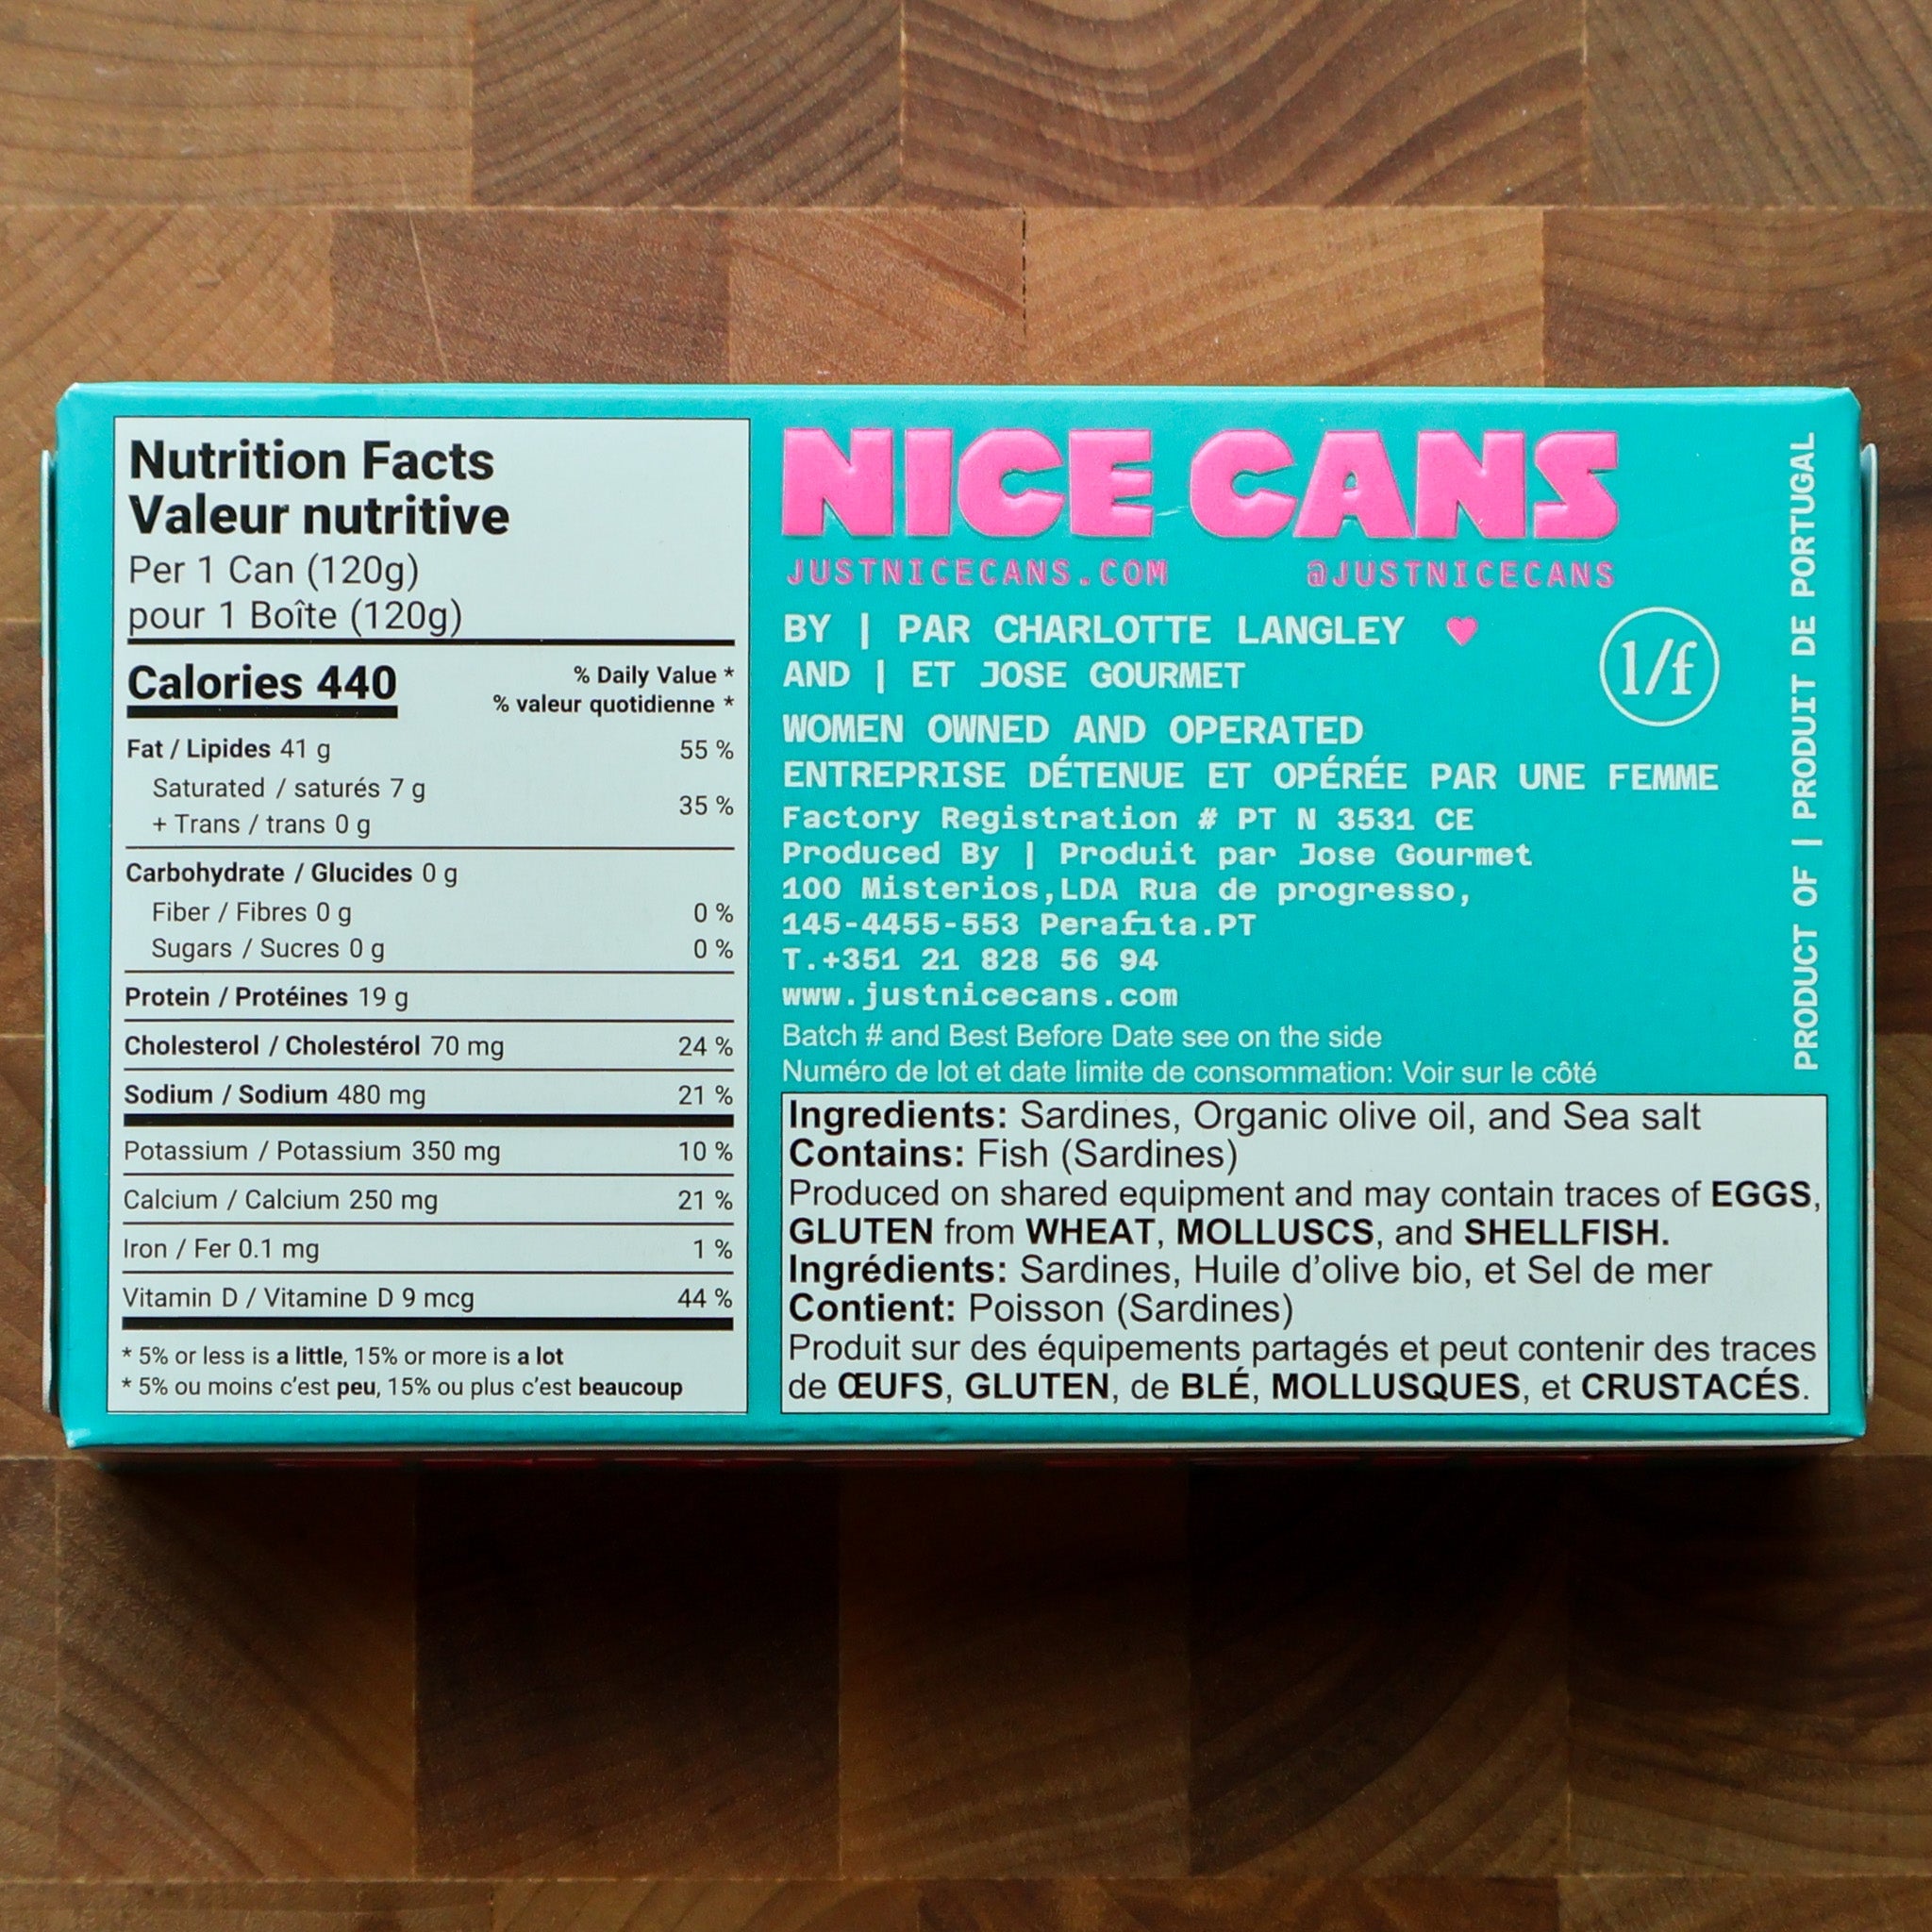 Nutrition Facts
Valeur nutritive
Per 1 Can (120g)
pour 1 Boîte (120g)
Calories 440
% Daily Value *
% valeur quotidienne *
Fat / Lipides 41 g 55 %
Saturated / saturés 7 g
+ Trans / trans 0 g
35 %
Carbohydrate / Glucides 0 g
Fiber / Fibres 0 g 0 %
Sugars / Sucres 0 g 0 %
Protein / Protéines 19 g
Cholesterol / Cholestérol 70 mg 24 %
Sodium / Sodium 480 mg 21 %
Potassium / Potassium 350 mg 10 %
Calcium / Calcium 250 mg 21 %
Iron / Fer 0.1 mg 1 %
Vitamin D / Vitamine D 9 mcg 44 %
* 5% or less is a little, 15% or more is a lot
* 5% ou moins c'est peu, 15% ou plus c'est beaucoup
NICE CANS
JUSTNICECANS.COM @JUSTNICECANS
BY | PAR CHARLOTTE LANGLEY
AND | ET JOSE GOURMET
1/f
WOMEN OWNED AND OPERATED
ENTREPRISE DÉTENUE ET OPÉRÉE PAR UNE FEMME
Factory Registration # PT N 3531 CE
Produced By | Produit par Jose Gourmet
100 Misterios,LDA Rua de progresso,
145-4455-553 Perafita.PT
T.+351 21 828 56 94
www.justnicecans.com
Batch # and Best Before Date see on the side
Numéro de lot et date limite de consommation: Voir sur le côté
PRODUCT OF | PRODUIT DE PORTUGAL
Ingredients: Sardines, Organic olive oil, and Sea salt
Contains: Fish (Sardines)
Produced on shared equipment and may contain traces of EGGS,
GLUTEN from WHEAT, MOLLUSCS, and SHELLFISH.
Ingrédients: Sardines, Huile d'olive bio, et Sel de mer
Contient: Poisson (Sardines)
Produit sur des équipements partagés et peut contenir des traces
de ŒUFS, GLUTEN, de BLÉ, MOLLUSQUES, et CRUSTACÉS.